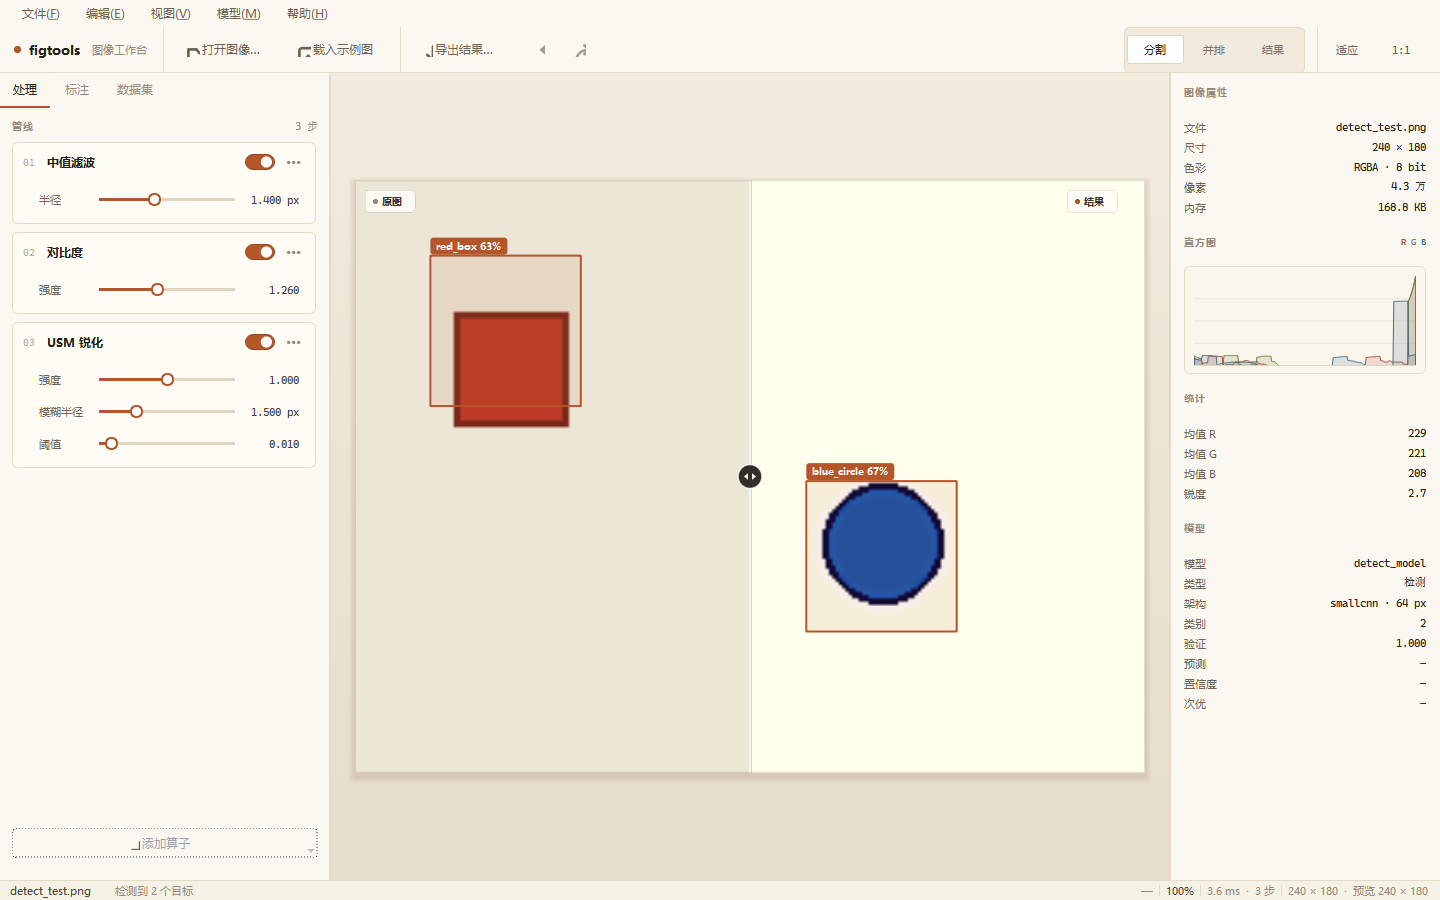 文件(F) 编辑(E) 视图(V) 模型(M) 帮助(H)
figtools 图像工作台 打开图像... 载入示例图 导出结果... 分割 并排 结果 适应 1:1
处理 标注 数据集
管线 3 步
01 中值滤波
半径 1.400 px
02 对比度
强度 1.260
03 USM 锐化
强度 1.000
模糊半径 1.500 px
阈值 0.010
添加算子
原图
结果
red_box 63%
blue_circle 67%
图像属性
文件 detect_test.png
尺寸 240 × 180
色彩 RGBA · 8 bit
像素 4.3 万
内存 168.8 KB
直方图 R G B
统计
均值 R 229
均值 G 221
均值 B 208
锐度 2.7
模型
模型 detect_model
类型 检测
架构 smallcnn · 64 px
类别 2
验证 1.000
预测 —
置信度 —
次优 —
detect_test.png 检测到 2 个目标 — 100% 3.6 ms · 3 步 240 × 180 · 预览 240 × 180